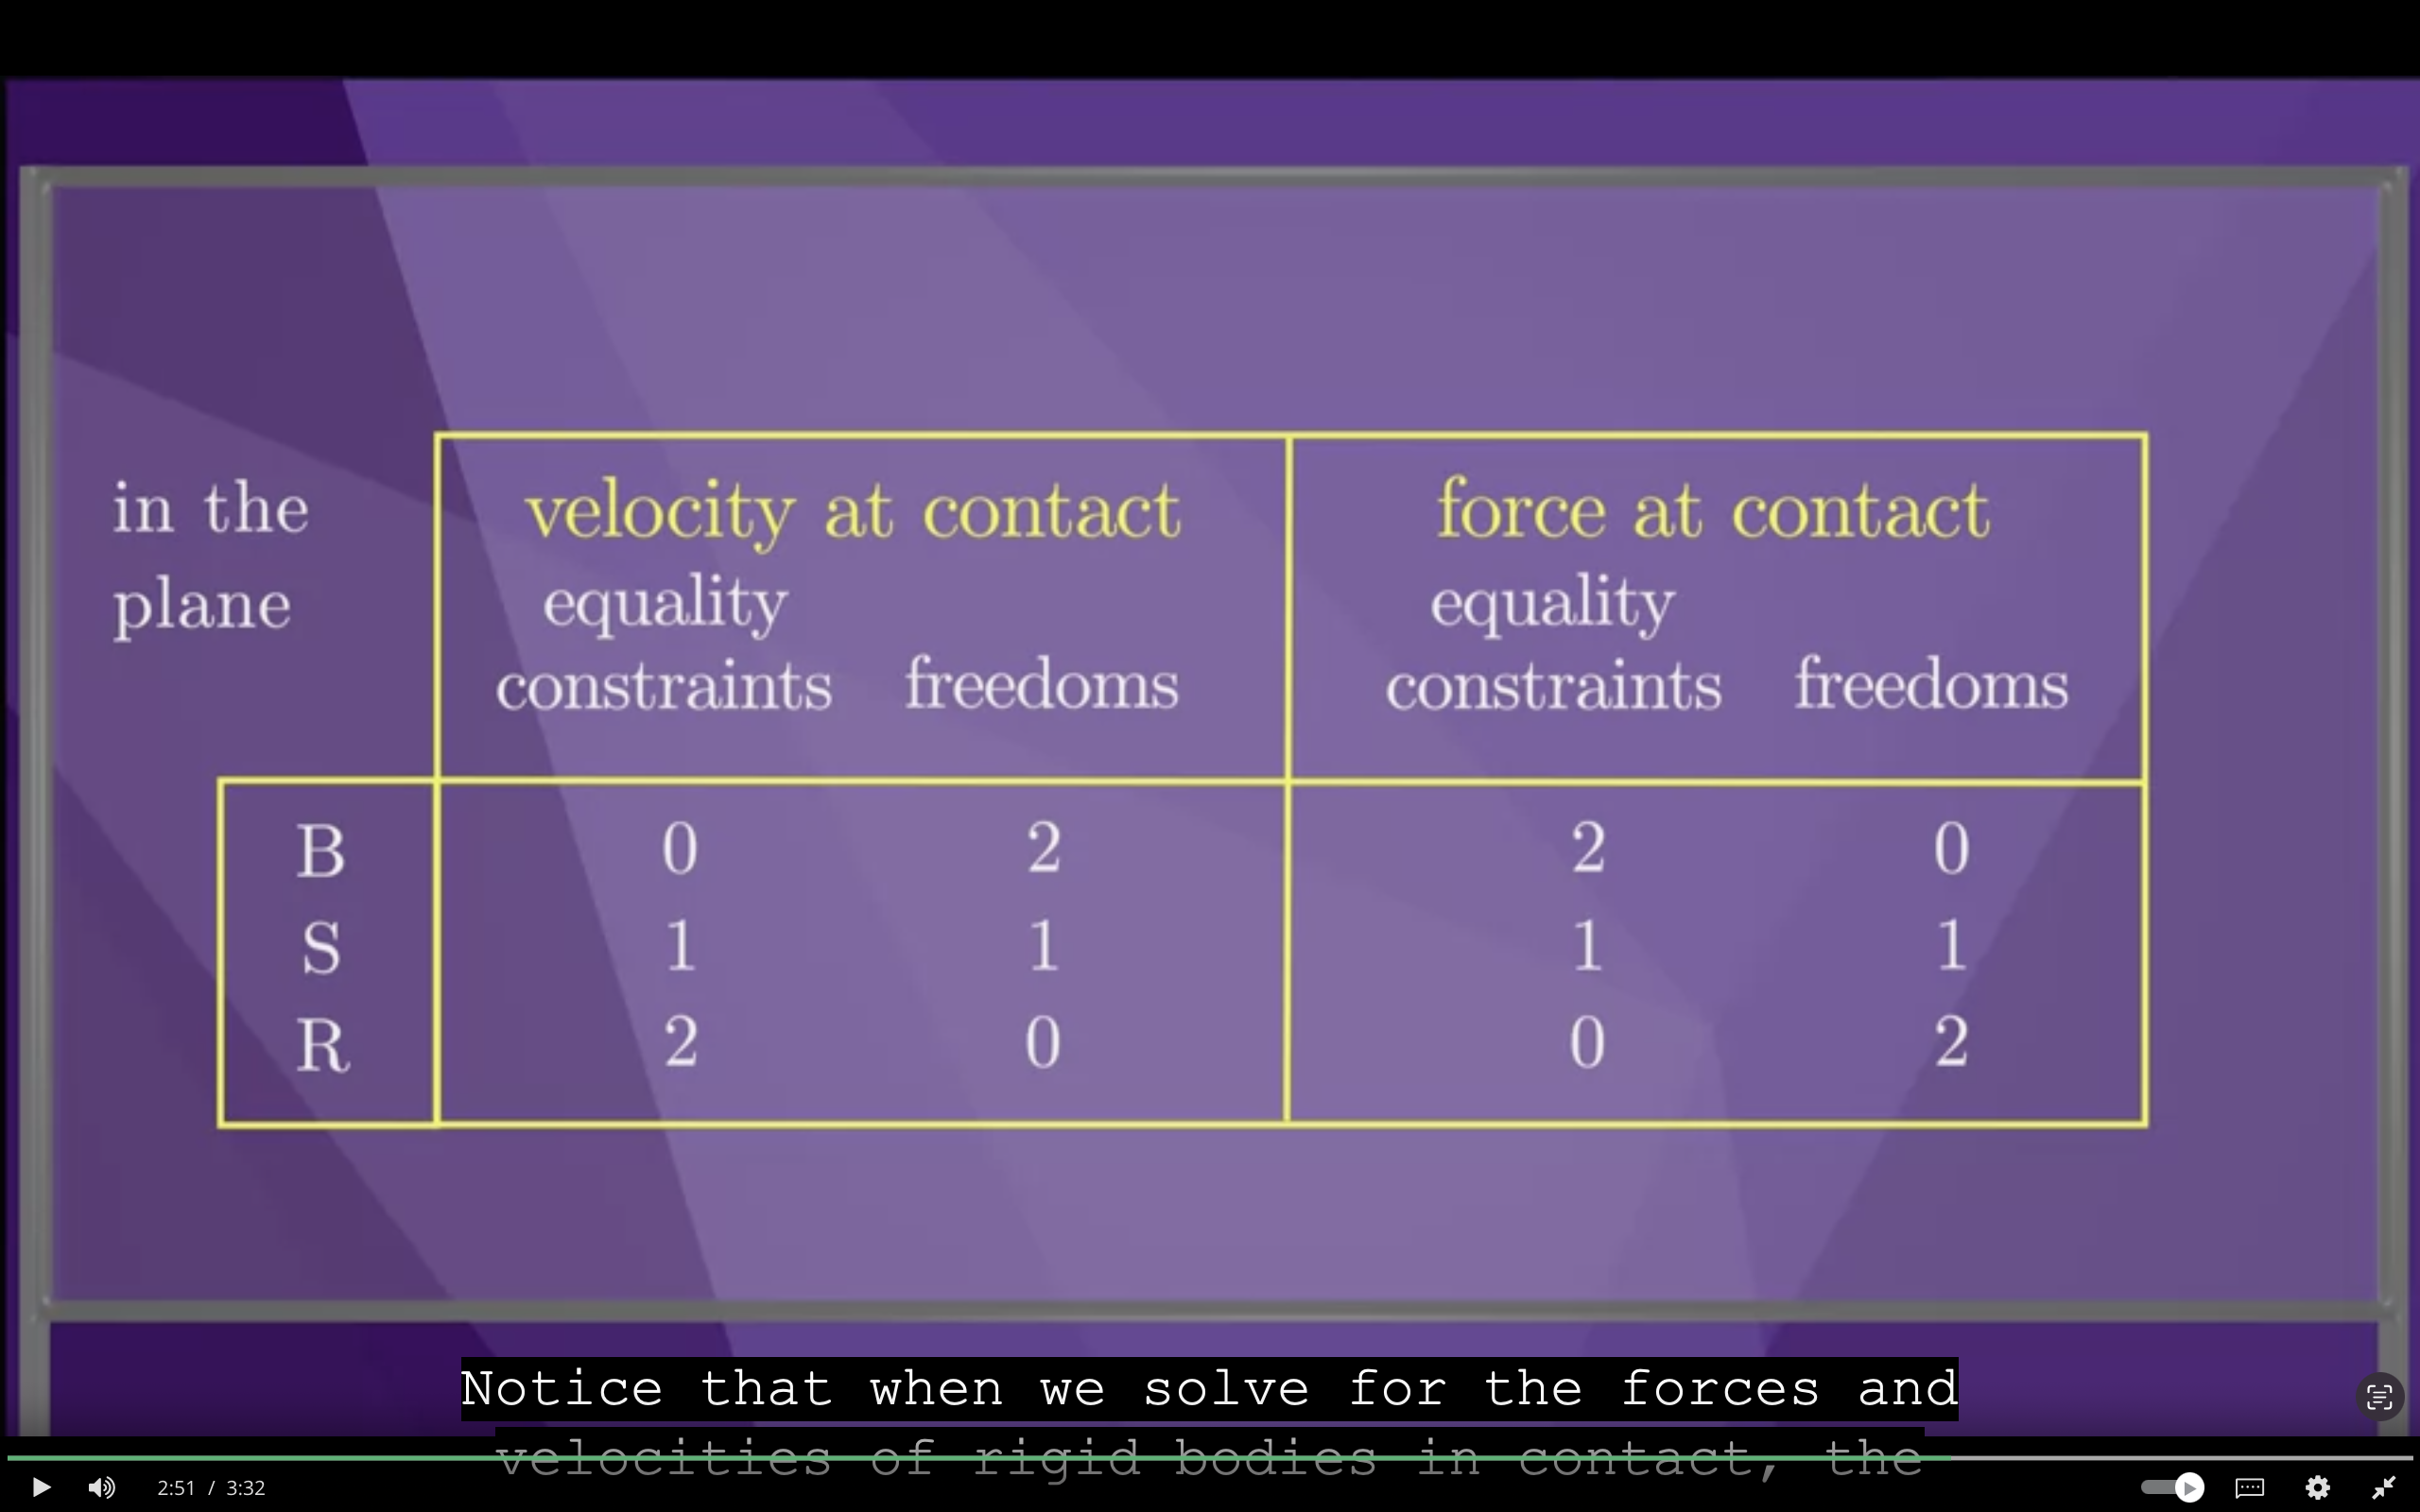 in the
plane
velocity at contact
force at contact
equality
constraints freedoms
equality
constraints freedoms
B 0 2 2 0
S 1 1 1 1
R 2 0 0 2
Notice that when we solve for the forces and
velocities of rigid bodies in contact, the
2:51 / 3:32